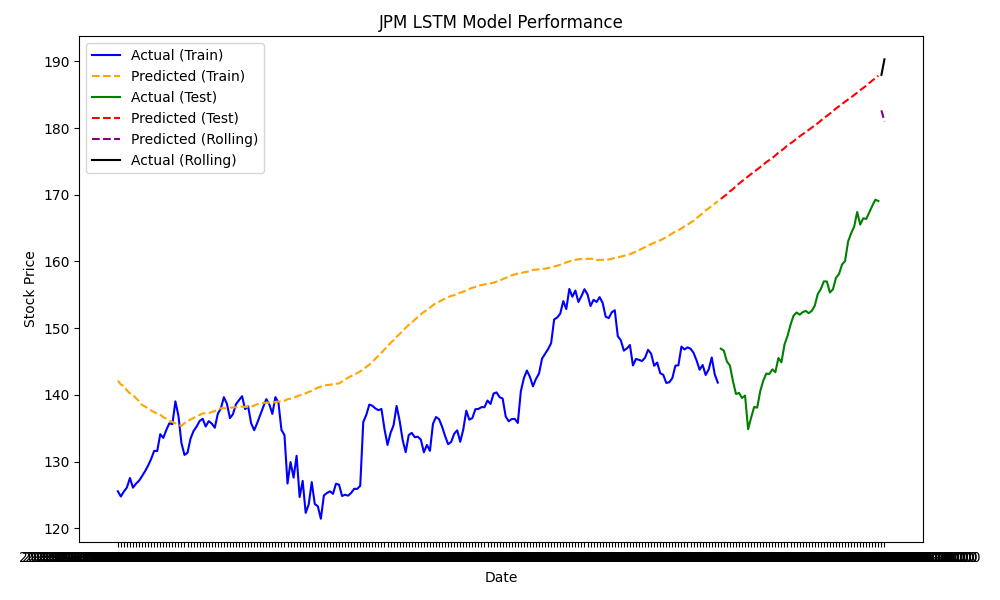 JPM LSTM Model Performance
Actual (Train)
Predicted (Train)
Actual (Test)
Predicted (Test)
Predicted (Rolling)
Actual (Rolling)
Stock Price
190
180
170
160
150
140
130
120
Date